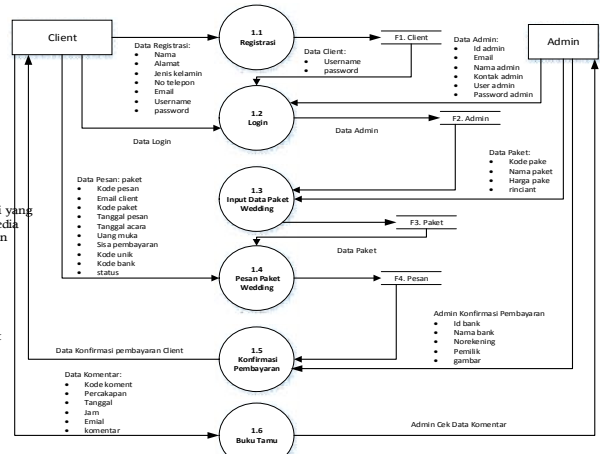 Client
Admin
1.1
Registrasi
F1. Client
Data Registrasi:
• Nama
• Alamat
• Jenis kelamin
• No telepon
• Email
• Username
• password
Data Client:
• Username
• password
Data Admin:
• Id admin
• Email
• Nama admin
• Kontak admin
• User admin
• Password admin
1.2
Login
Data Login
Data Admin
F2. Admin
Data Paket:
• Kode pake
• Nama paket
• Harga pake
• rinciant
Data Pesan: paket
• Kode pesan
• Email client
• Kode paket
• Tanggal pesan
• Tanggal acara
• Uang muka
• Sisa pembayaran
• Kode unik
• Kode bank
• status
i yang
edia
n
1.3
Input Data Paket
Wedding
F3. Paket
Data Paket
1.4
Pesan Paket
Wedding
F4. Pesan
Admin Konfirmasi Pembayaran
• Id bank
• Nama bank
• Norekening
• Pemilik
• gambar
Data Konfirmasi pembayaran Client
1.5
Konfirmasi
Pembayaran
Data Komentar:
• Kode koment
• Percakapan
• Tanggal
• Jam
• Emial
• komentar
1.6
Buku Tamu
Admin Cek Data Komentar